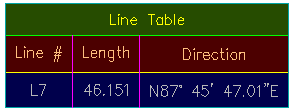 Line Table
Line # Length Direction
L7 46.151 N87° 45' 47.01"E